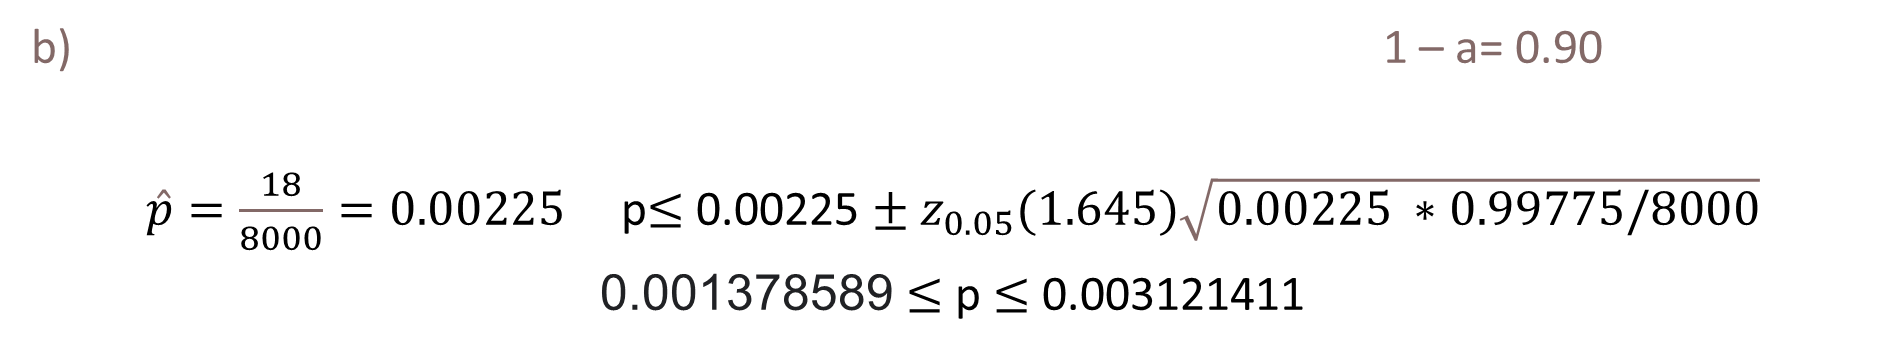 b) 1 – a= 0.90
p̂ = 18/8000 = 0.00225 p≤ 0.00225 ± z₀.₀₅(1.645)√0.00225 * 0.99775/8000
0.001378589 ≤ p ≤ 0.003121411